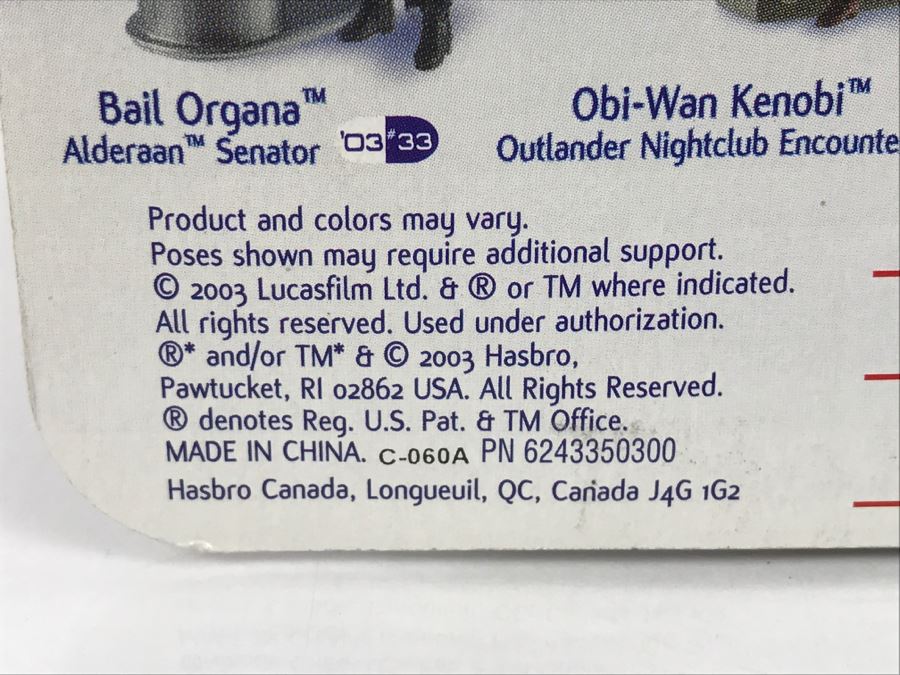 Bail Organa™
Alderaan™ Senator '03 #33
Obi-Wan Kenobi™
Outlander Nightclub
Product and colors may vary.
Poses shown may require additional support.
© 2003 Lucasfilm Ltd. & ® or TM where indicated.
All rights reserved. Used under authorization.
®* and/or TM* & © 2003 Hasbro,
Pawtucket, RI 02862 USA. All Rights Reserved.
® denotes Reg. U.S. Pat. & TM Office.
MADE IN CHINA. C-060A PN 6243350300
Hasbro Canada, Longueuil, QC, Canada J4G 1G2